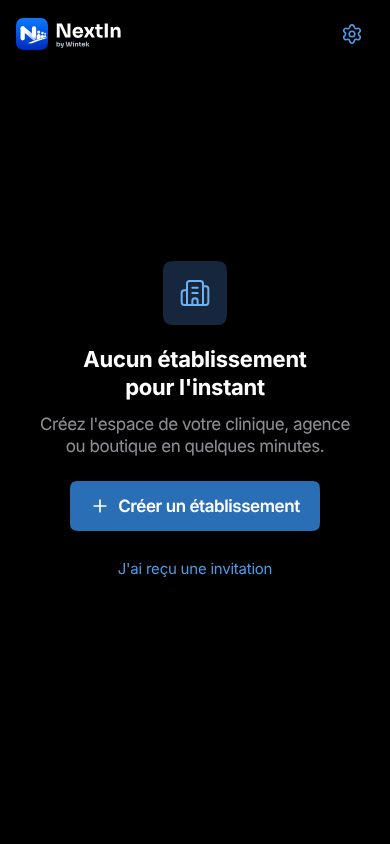 NextIn
by Wintek
Aucun établissement
pour l'instant
Créez l'espace de votre clinique, agence
ou boutique en quelques minutes.
Créer un établissement
J'ai reçu une invitation